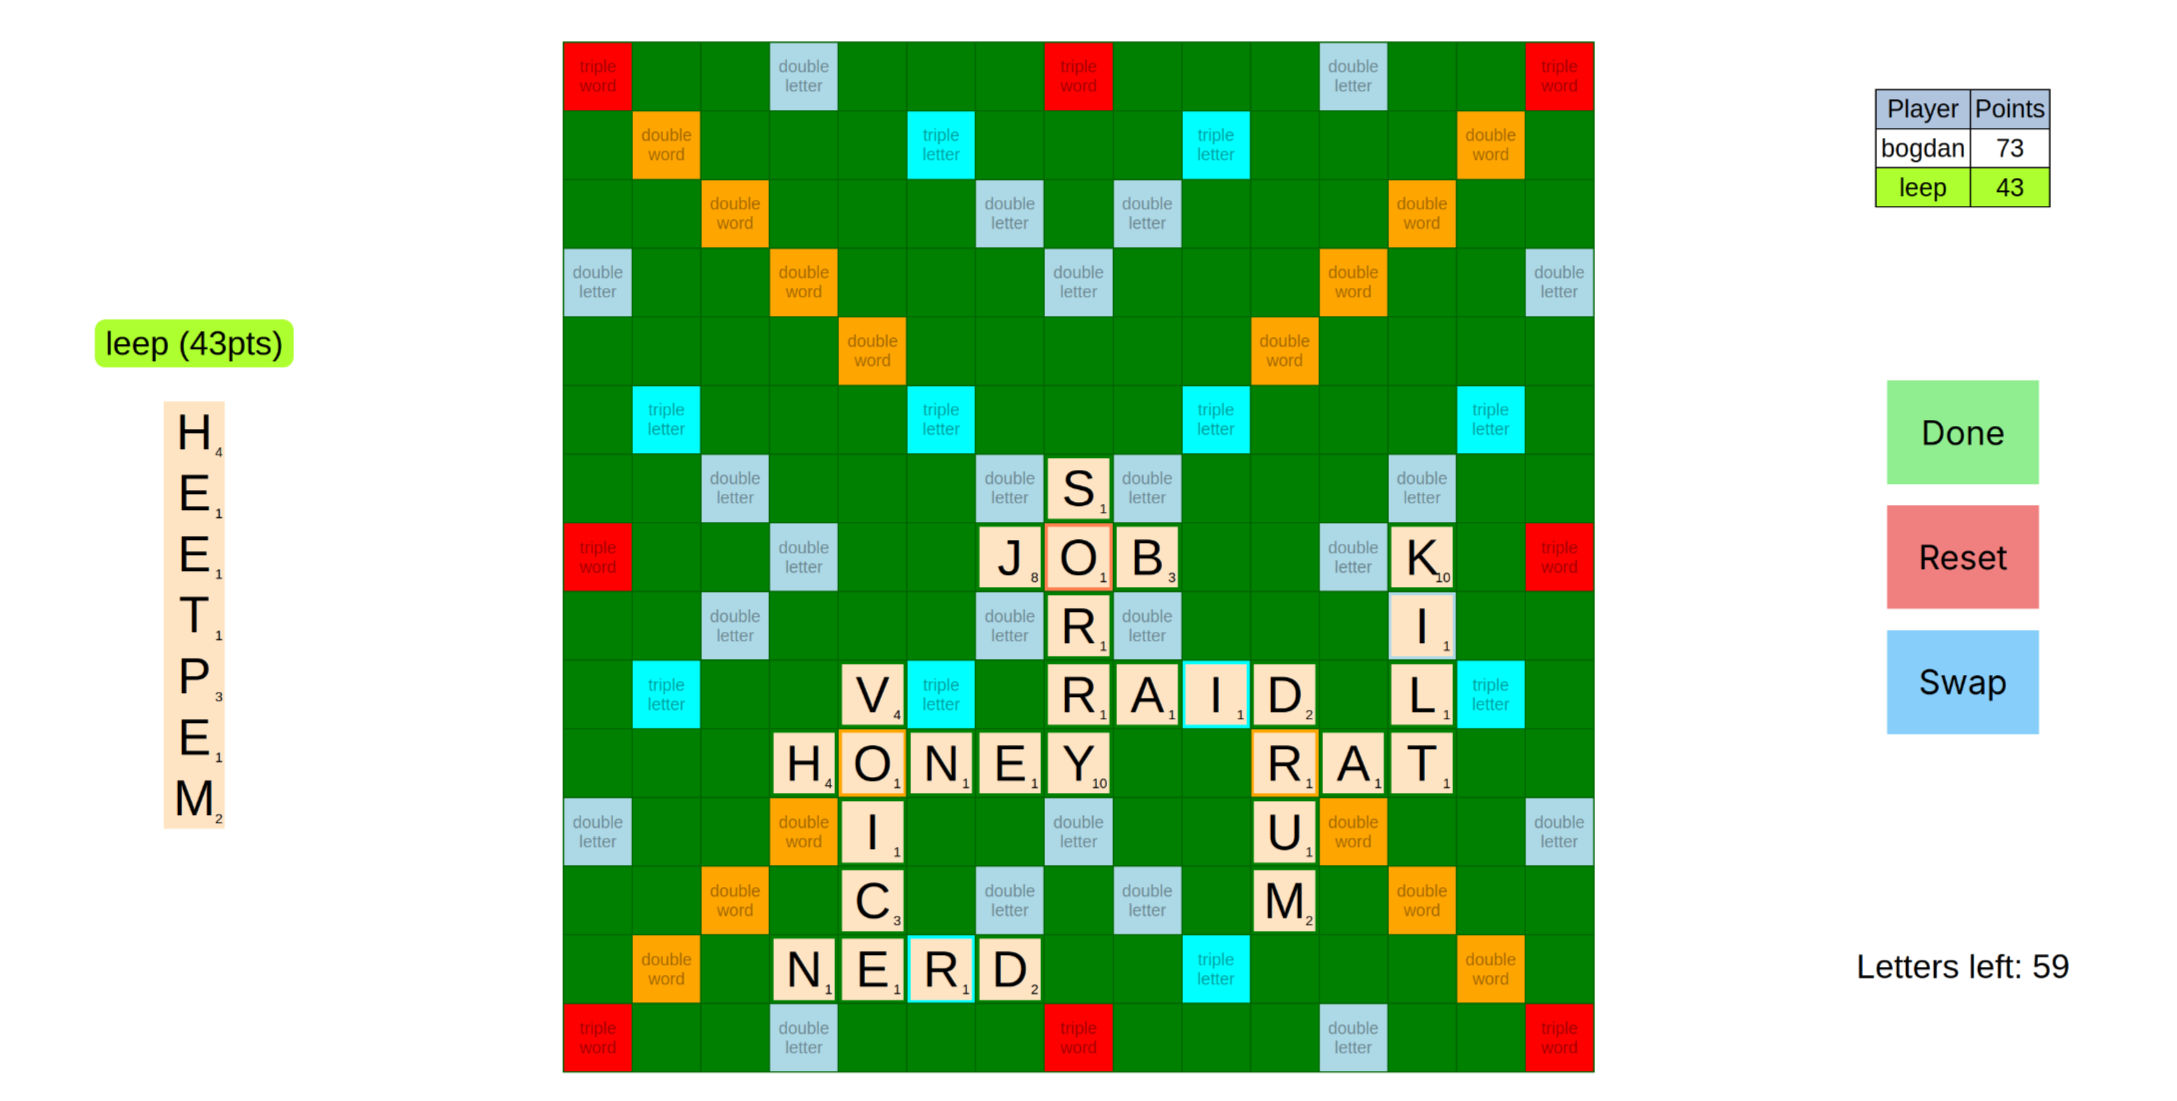 triple word double letter triple word double letter triple word
double word triple letter triple letter double word
double word double letter double letter double word
double letter double word double letter double word double letter
double word double word
triple letter triple letter triple letter triple letter
double letter double letter S1 double letter double letter
triple word double letter J8 O1 B3 double letter K10 triple word
double letter double letter R1 double letter I1
triple letter V4 triple letter R1 A1 I1 D2 L1 triple letter
H4 O1 N1 E1 Y10 R1 A1 T1
double letter double word I1 double letter U1 double word double letter
double word C3 double letter double letter M2 double word
double word N1 E1 R1 D2 triple letter double word
triple word double letter triple word double letter triple word
leep (43pts)
H4
E1
E1
T1
P3
E1
M2
Player Points
bogdan 73
leep 43
Done
Reset
Swap
Letters left: 59